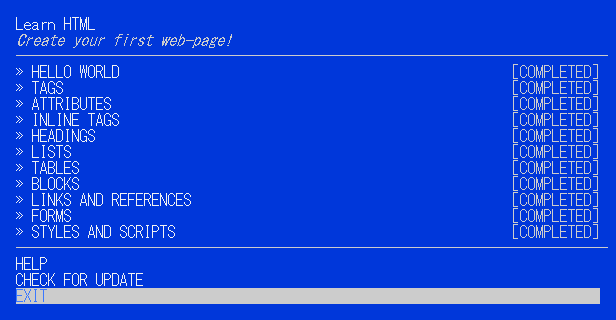 Learn HTML
Create your first web-page!
» HELLO WORLD [COMPLETED]
» TAGS [COMPLETED]
» ATTRIBUTES [COMPLETED]
» INLINE TAGS [COMPLETED]
» HEADINGS [COMPLETED]
» LISTS [COMPLETED]
» TABLES [COMPLETED]
» BLOCKS [COMPLETED]
» LINKS AND REFERENCES [COMPLETED]
» FORMS [COMPLETED]
» STYLES AND SCRIPTS [COMPLETED]
HELP
CHECK FOR UPDATE
EXIT